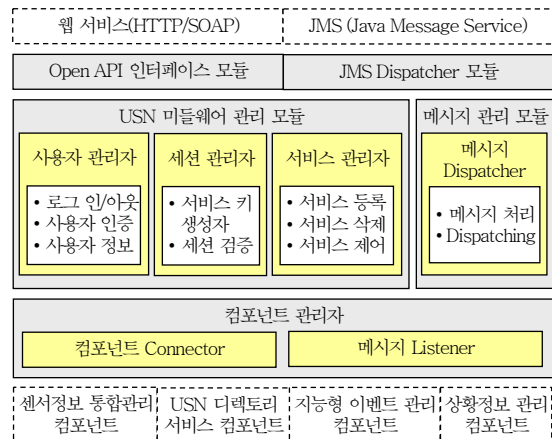 웹 서비스(HTTP/SOAP)
JMS (Java Message Service)
Open API 인터페이스 모듈
JMS Dispatcher 모듈
USN 미들웨어 관리 모듈
메시지 관리 모듈
사용자 관리자
• 로그 인/아웃
• 사용자 인증
• 사용자 정보
세션 관리자
• 서비스 키
생성자
• 세션 검증
서비스 관리자
• 서비스 등록
• 서비스 삭제
• 서비스 제어
메시지
Dispatcher
• 메시지 처리
• Dispatching
컴포넌트 관리자
컴포넌트 Connector
메시지 Listener
센서정보 통합관리
컴포넌트
USN 디렉토리
서비스 컴포넌트
지능형 이벤트 관리
컴포넌트
상황정보 관리
컴포넌트